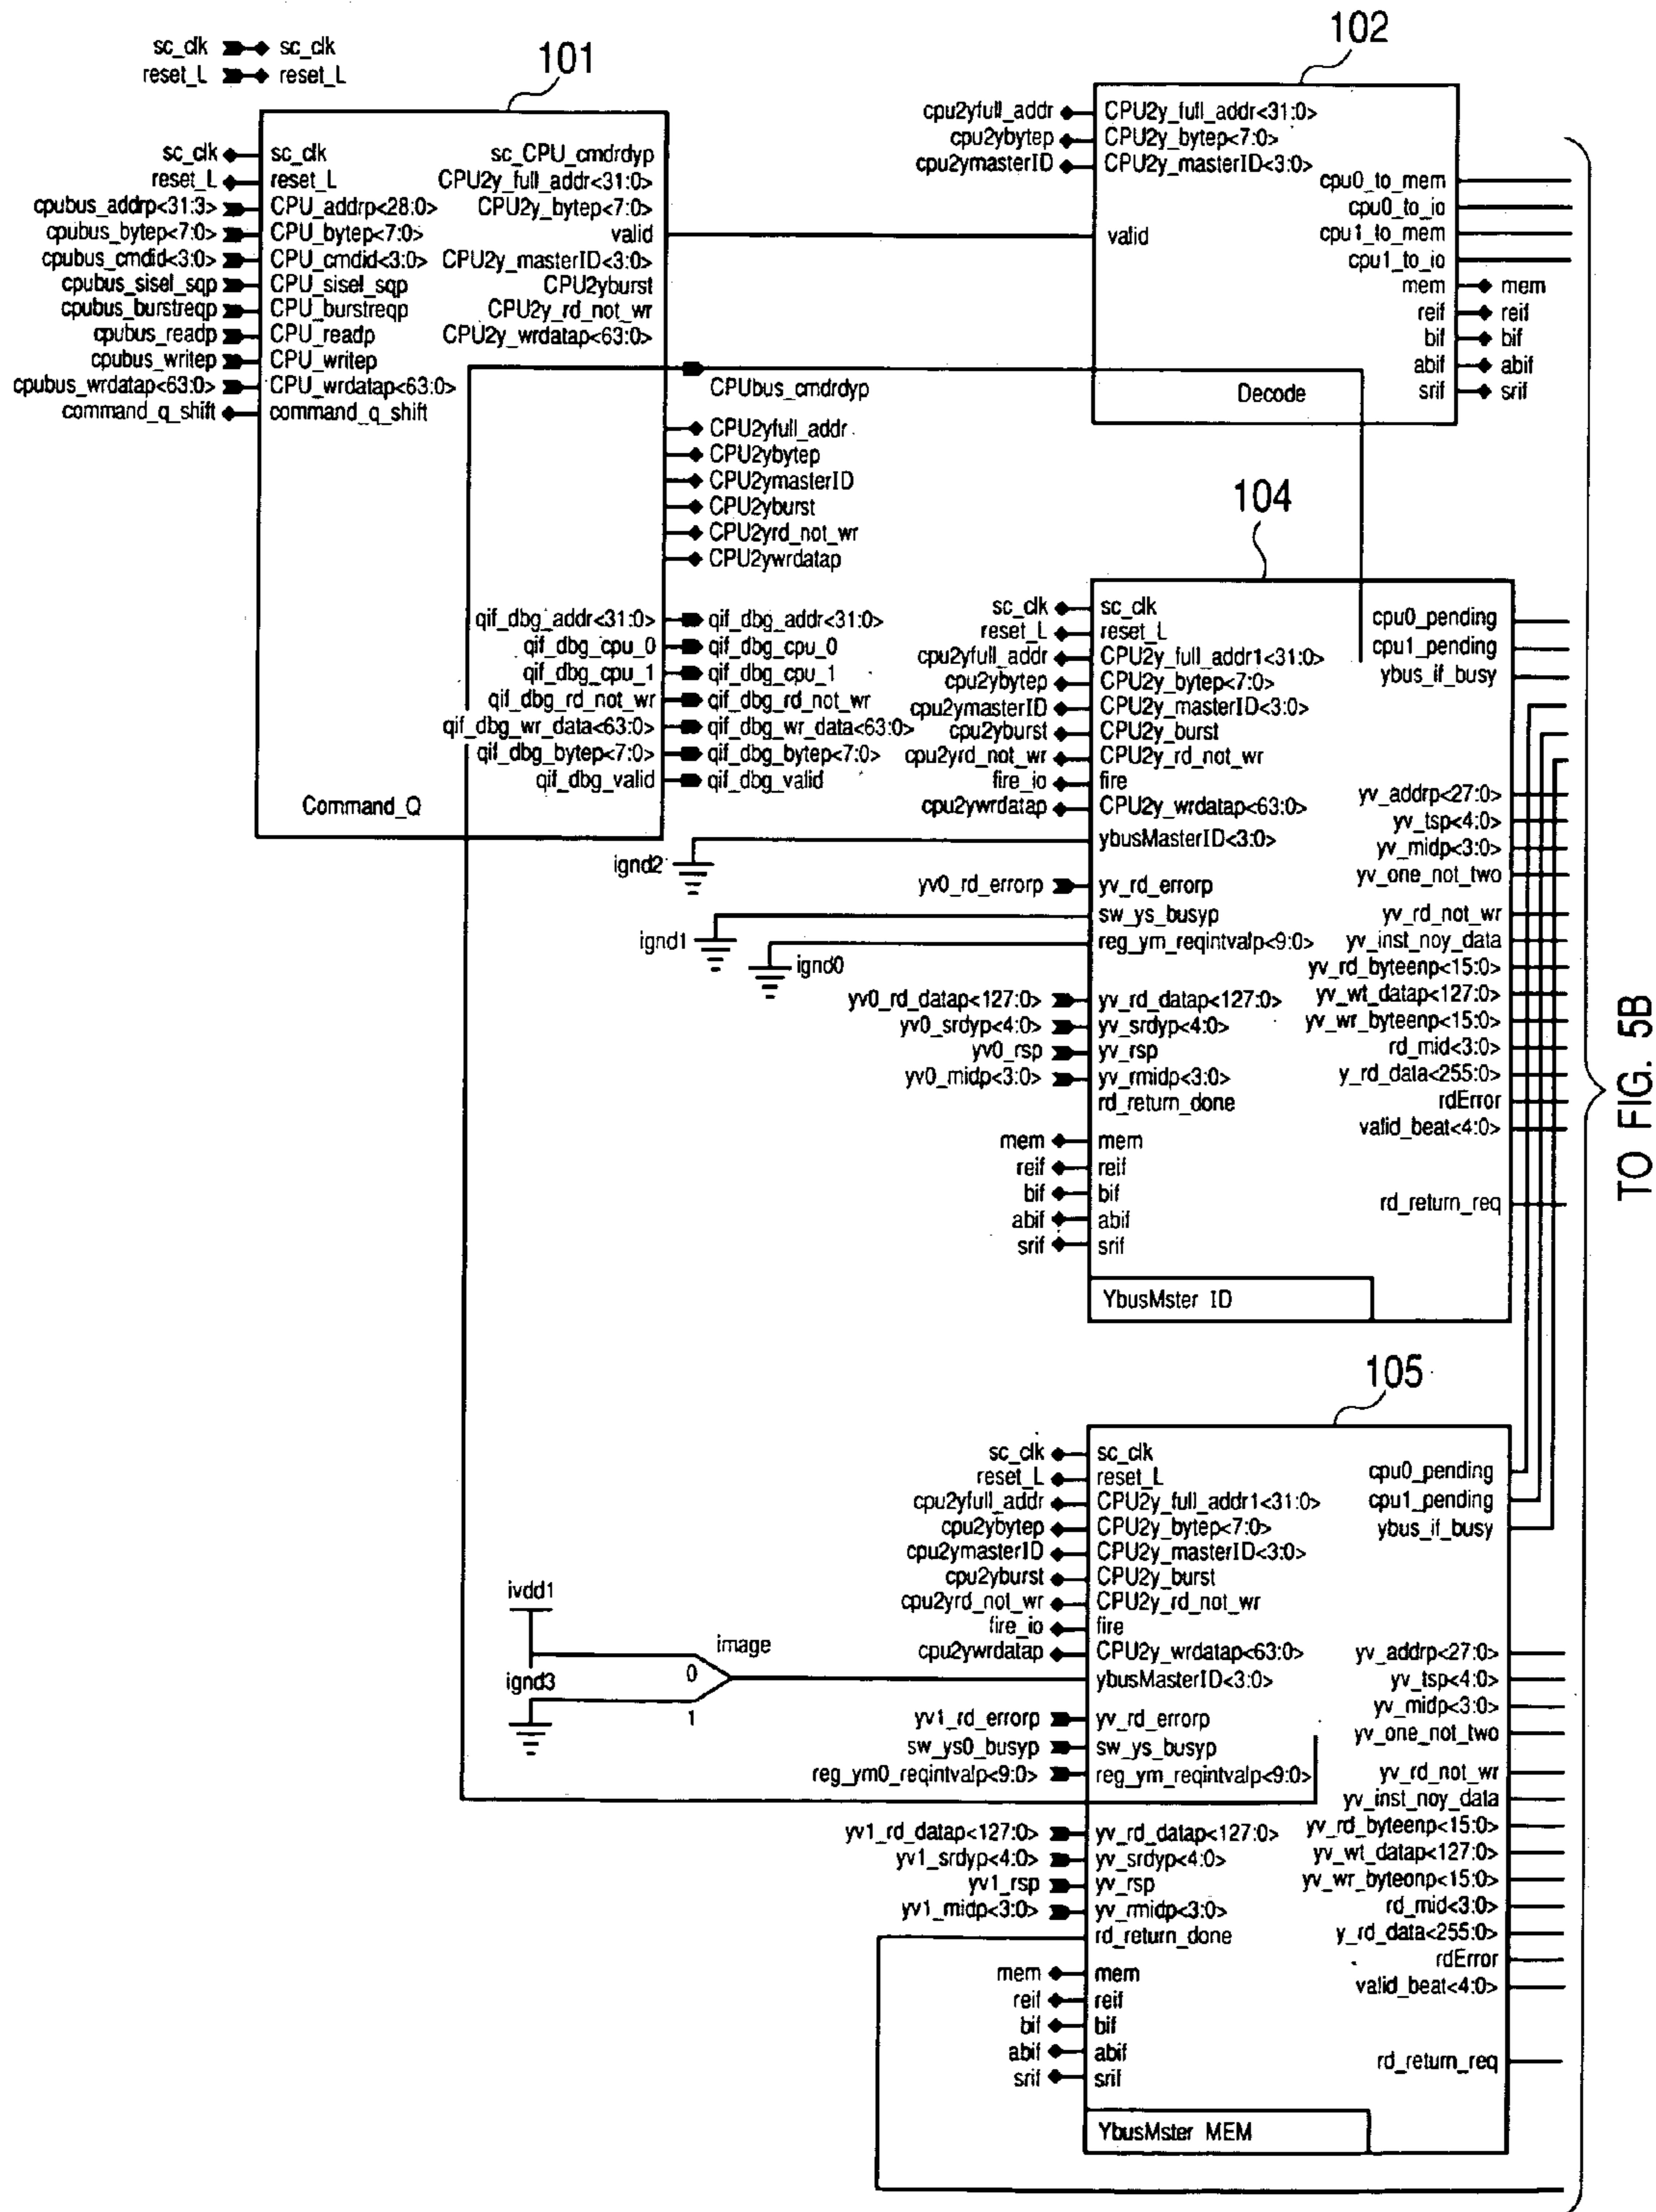 sc_clk sc_clk
reset_L reset_L
101
sc_clk sc_clk sc_CPU_cmdrdyp
reset_L reset_L CPU2y_full_addr<31:0>
cpubus_addrp<31:3> CPU_addrp<28:0> CPU2y_bytep<7:0>
cpubus_bytep<7:0> CPU_bytep<7:0> valid
cpubus_cmdid<3:0> CPU_cmdid<3:0> CPU2y_masterID<3:0>
cpubus_sisel_sqp CPU_sisel_sqp CPU2yburst
cpubus_burstreqp CPU_burstreqp CPU2y_rd_not_wr
cpubus_readp CPU_readp CPU2y_wrdatap<63:0>
cpubus_writep CPU_writep
cpubus_wrdatap<63:0> CPU_wrdatap<63:0>
command_q_shift command_q_shift
CPUbus_cmdrdyp
CPU2yfull_addr
CPU2ybytep
CPU2ymasterID
CPU2yburst
CPU2yrd_not_wr
CPU2ywrdatap
qif_dbg_addr<31:0> qif_dbg_addr<31:0>
qif_dbg_cpu_0 qif_dbg_cpu_0
qif_dbg_cpu_1 qif_dbg_cpu_1
qif_dbg_rd_not_wr qif_dbg_rd_not_wr
qif_dbg_wr_data<63:0> qif_dbg_wr_data<63:0>
qif_dbg_bytep<7:0> qif_dbg_bytep<7:0>
qif_dbg_valid qif_dbg_valid
Command_Q
102
cpu2yfull_addr CPU2y_full_addr<31:0>
cpu2ybytep CPU2y_bytep<7:0>
cpu2ymasterID CPU2y_masterID<3:0>
cpu0_to_mem
cpu0_to_io
valid cpu1_to_mem
cpu1_to_io
mem mem
reif reif
bif bif
abif abif
srif srif
Decode
104
sc_clk sc_clk cpu0_pending
reset_L reset_L cpu1_pending
cpu2yfull_addr CPU2y_full_addr1<31:0> ybus_if_busy
cpu2ybytep CPU2y_bytep<7:0>
cpu2ymasterID CPU2y_masterID<3:0>
cpu2yburst CPU2y_burst
cpu2yrd_not_wr CPU2y_rd_not_wr
fire_io fire yv_addrp<27:0>
cpu2ywrdatap CPU2y_wrdatap<63:0> yv_tsp<4:0>
ignd2 ybusMasterID<3:0> yv_midp<3:0>
yv_one_not_two
yv0_rd_errorp yv_rd_errorp
sw_ys_busyp yv_rd_not_wr
ignd1 ignd0 reg_ym_reqintvalp<9:0> yv_inst_noy_data
yv_rd_byteenp<15:0>
yv0_rd_datap<127:0> yv_rd_datap<127:0> yv_wt_datap<127:0>
yv0_srdyp<4:0> yv_srdyp<4:0> yv_wr_byteenp<15:0>
yv0_rsp yv_rsp rd_mid<3:0>
yv0_midp<3:0> yv_rmidp<3:0> y_rd_data<255:0>
rd_return_done rdError
valid_beat<4:0>
mem mem
reif reif
bif bif rd_return_req
abif abif
srif srif
YbusMster ID
105
sc_clk sc_clk cpu0_pending
reset_L reset_L cpu1_pending
cpu2yfull_addr CPU2y_full_addr1<31:0> ybus_if_busy
cpu2ybytep CPU2y_bytep<7:0>
cpu2ymasterID CPU2y_masterID<3:0>
cpu2yburst CPU2y_burst
cpu2yrd_not_wr CPU2y_rd_not_wr
fire_io fire
cpu2ywrdatap CPU2y_wrdatap<63:0> yv_addrp<27:0>
ivdd1
ignd3
image
0
1
ybusMasterID<3:0> yv_tsp<4:0>
yv_midp<3:0>
yv1_rd_errorp yv_rd_errorp yv_one_not_two
sw_ys0_busyp sw_ys_busyp
reg_ym0_reqintvalp<9:0> reg_ym_reqintvalp<9:0> yv_rd_not_wr
yv_inst_noy_data
yv_rd_byteenp<15:0>
yv1_rd_datap<127:0> yv_rd_datap<127:0> yv_wt_datap<127:0>
yv1_srdyp<4:0> yv_srdyp<4:0> yv_wr_byteonp<15:0>
yv1_rsp yv_rsp rd_mid<3:0>
yv1_midp<3:0> yv_rmidp<3:0> y_rd_data<255:0>
rd_return_done rdError
mem mem valid_beat<4:0>
reif reif
bif bif
abif abif rd_return_req
srif srif
YbusMster MEM
TO FIG. 5B